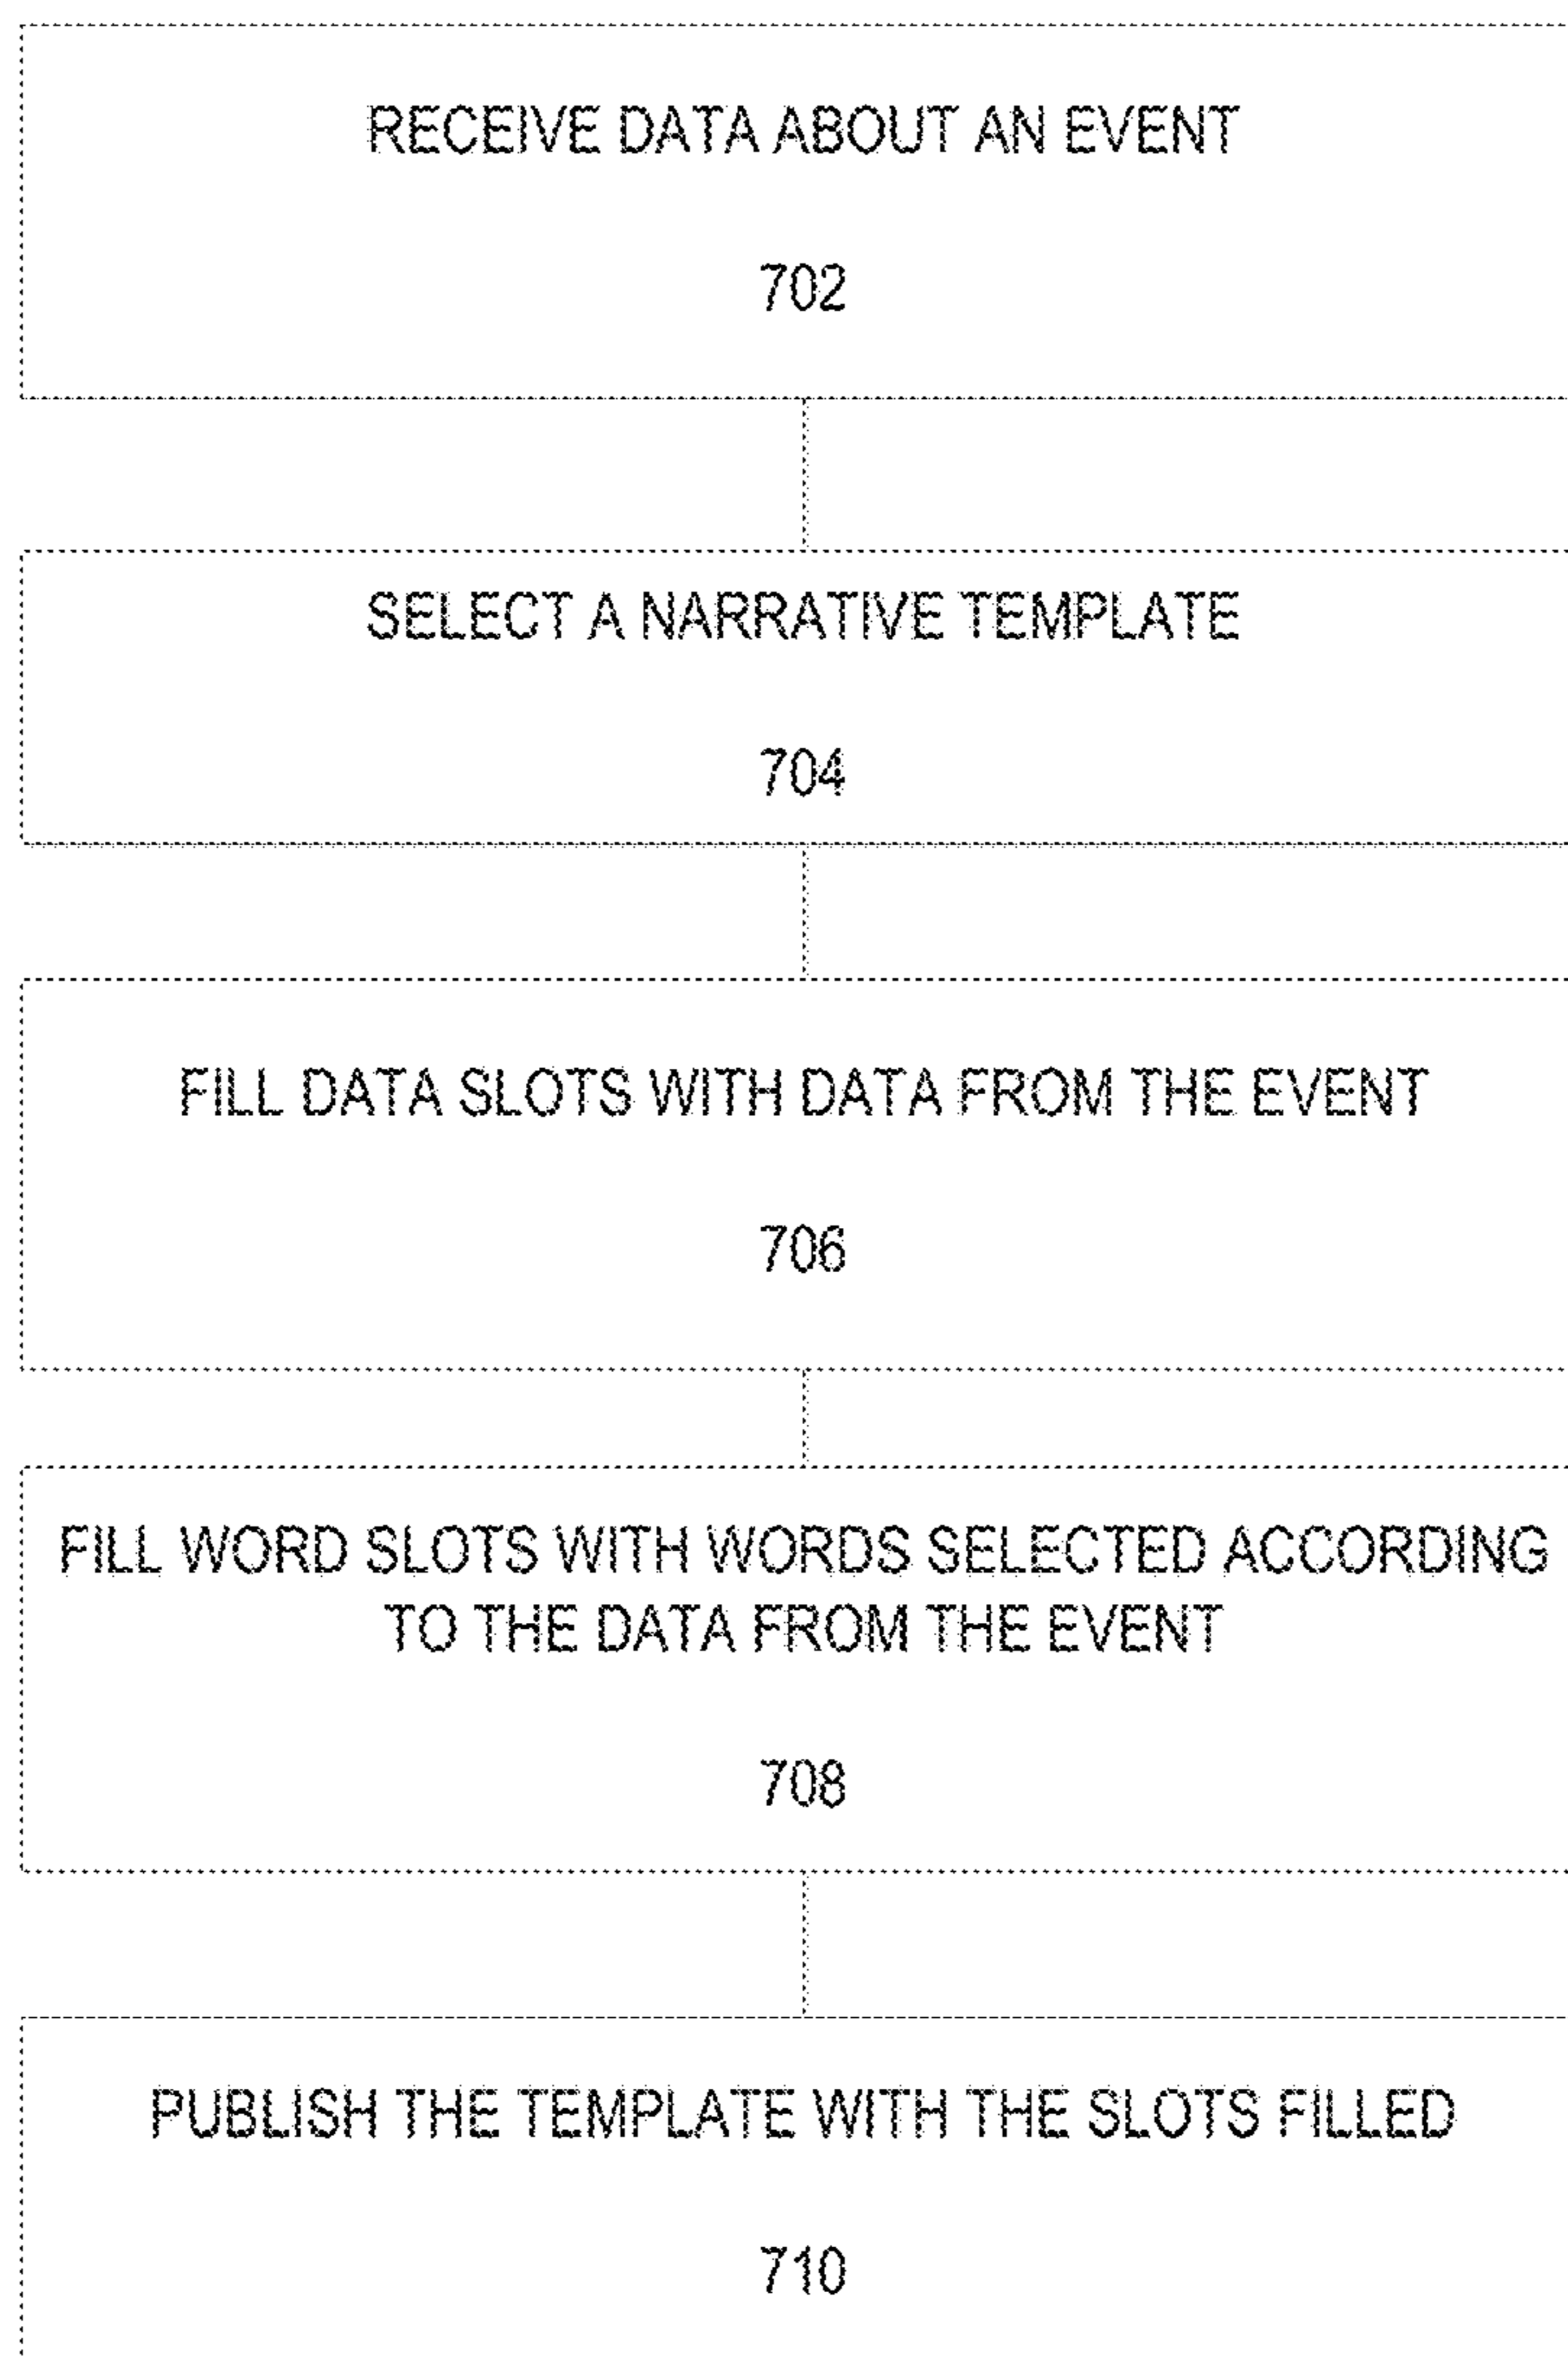 RECEIVE DATA ABOUT AN EVENT
702
SELECT A NARRATIVE TEMPLATE
704
FILL DATA SLOTS WITH DATA FROM THE EVENT
706
FILL WORD SLOTS WITH WORDS SELECTED ACCORDING
TO THE DATA FROM THE EVENT
708
PUBLISH THE TEMPLATE WITH THE SLOTS FILLED
710